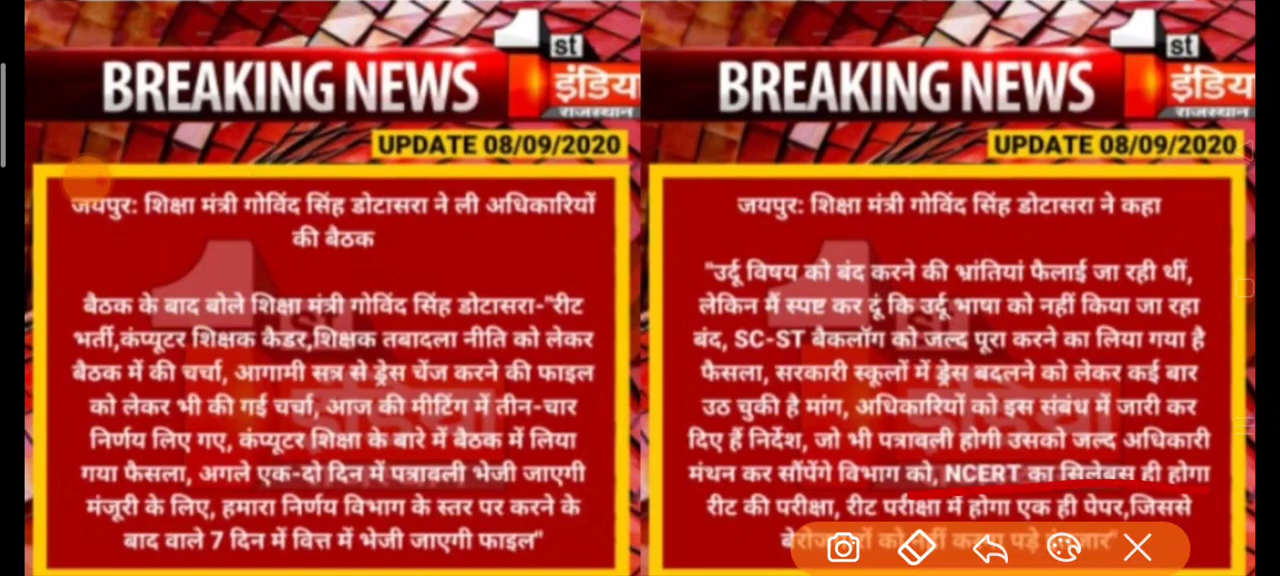 BREAKING NEWS
1st
इंडिया
राजस्थान
UPDATE 08/09/2020
जयपुर: शिक्षा मंत्री गोविंद सिंह डोटासरा ने ली अधिकारियों
की बैठक
बैठक के बाद बोले शिक्षा मंत्री गोविंद सिंह डोटासरा-"रीट
भर्ती,कंप्यूटर शिक्षक कैडर,शिक्षक तबादला नीति को लेकर
बैठक में की चर्चा, आगामी सत्र से ड्रेस चेंज करने की फाइल
को लेकर भी की गई चर्चा, आज की मीटिंग में तीन-चार
निर्णय लिए गए, कंप्यूटर शिक्षा के बारे में बैठक में लिया
गया फैसला, अगले एक-दो दिन में पत्रावली भेजी जाएगी
मंजूरी के लिए, हमारा निर्णय विभाग के स्तर पर करने के
बाद वाले 7 दिन में वित्त में भेजी जाएगी फाइल"
BREAKING NEWS
1st
इंडिय
राजस्थान
UPDATE 08/09/2020
जयपुर: शिक्षा मंत्री गोविंद सिंह डोटासरा ने कहा
"उर्दू विषय को बंद करने की भ्रांतियां फैलाई जा रही थीं,
लेकिन मैं स्पष्ट कर दूं कि उर्दू भाषा को नहीं किया जा रहा
बंद, SC-ST बैकलॉग को जल्द पूरा करने का लिया गया है
फैसला, सरकारी स्कूलों में ड्रेस बदलने को लेकर कई बार
उठ चुकी है मांग, अधिकारियों को इस संबंध में जारी कर
दिए हैं निर्देश, जो भी पत्रावली होगी उसको जल्द अधिकारी
मंथन कर सौंपेंगे विभाग को, NCERT का सिलेबस ही होगा
रीट की परीक्षा, रीट परीक्षा में होगा एक ही पेपर,जिससे
को नहीं पड़े